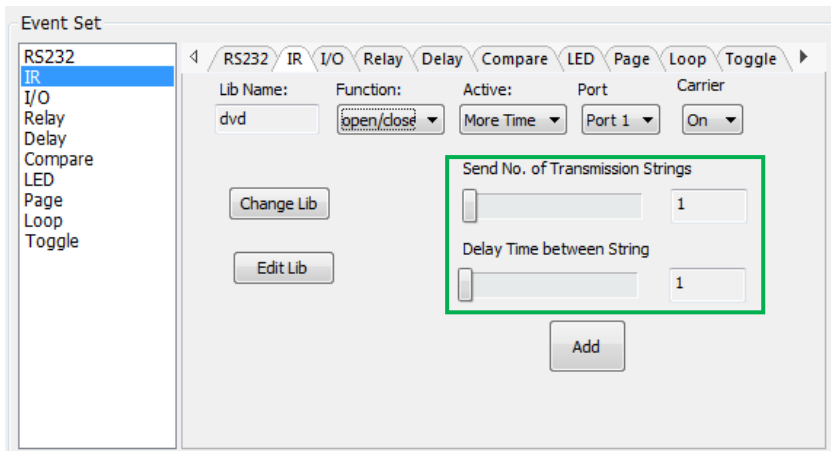 Event Set
RS232
IR
I/O
Relay
Delay
Compare
LED
Page
Loop
Toggle
RS232 IR I/O Relay Delay Compare LED Page Loop Toggle
Lib Name: Function: Active: Port Carrier
dvd open/close More Time Port 1 On
Send No. of Transmission Strings
Change Lib 1
Delay Time between String
Edit Lib 1
Add